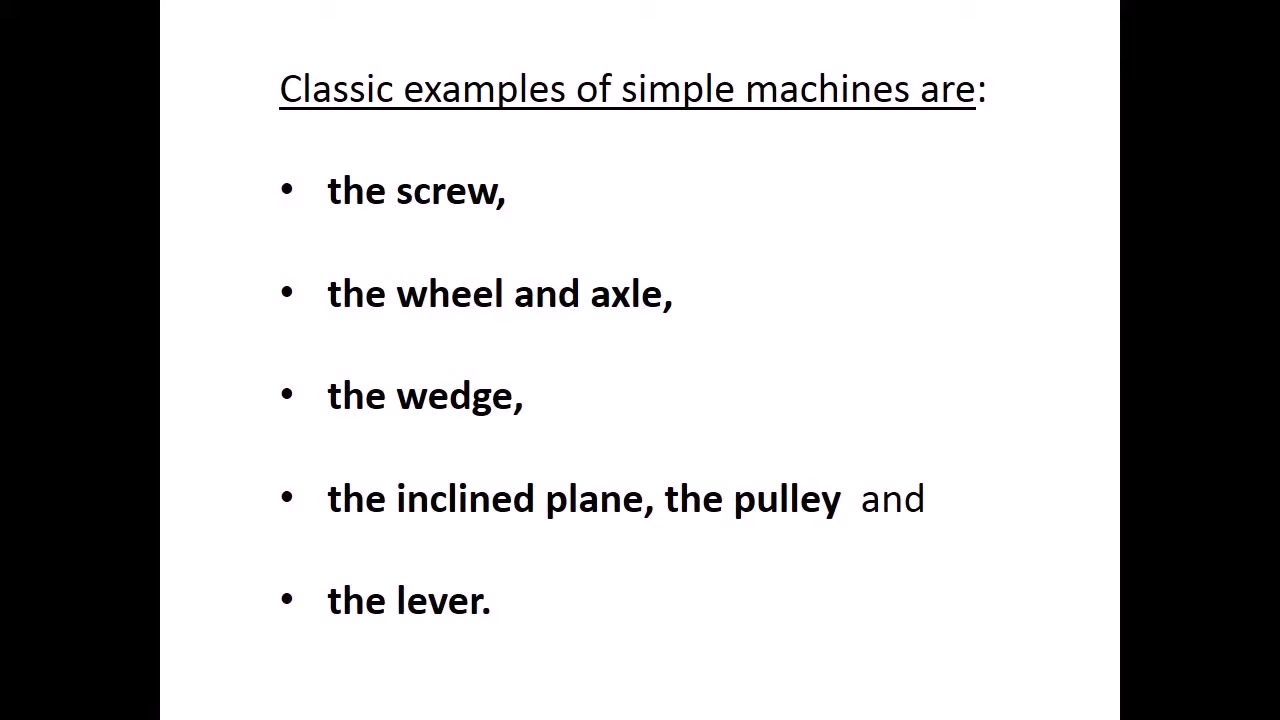 Classic examples of simple machines are:
• the screw,
• the wheel and axle,
• the wedge,
• the inclined plane, the pulley and
• the lever.